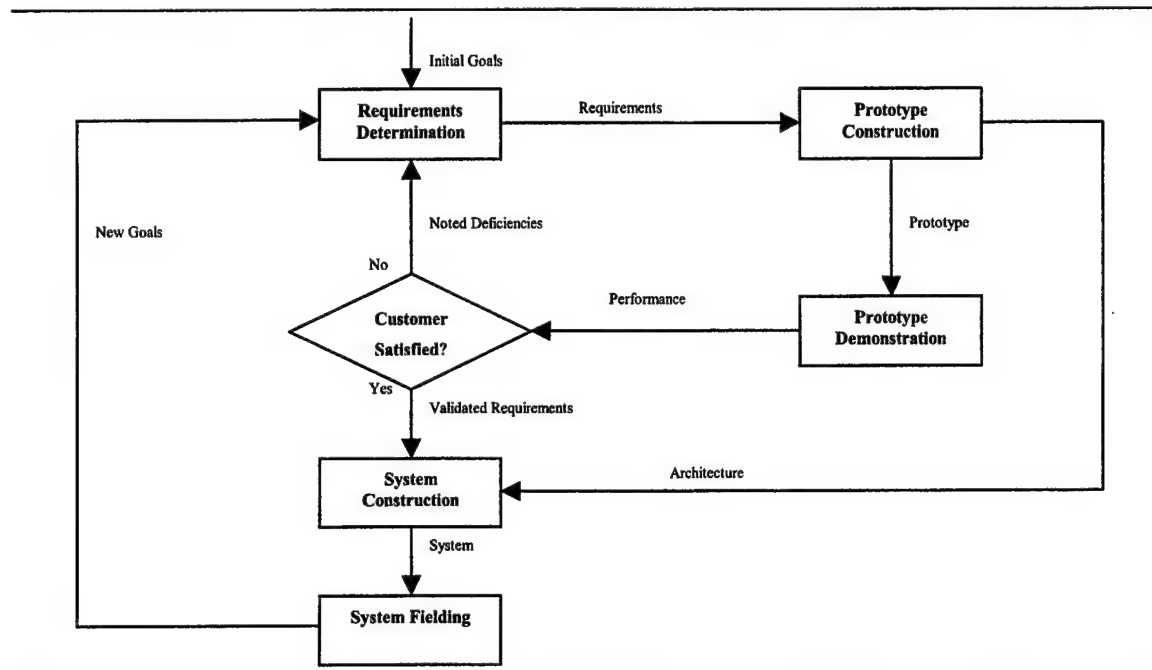 Initial Goals
Requirements
Determination
Requirements
Prototype
Construction
New Goals
Noted Deficiencies
Prototype
No
Customer
Satisfied?
Performance
Prototype
Demonstration
Yes
Validated Requirements
System
Construction
Architecture
System
System Fielding